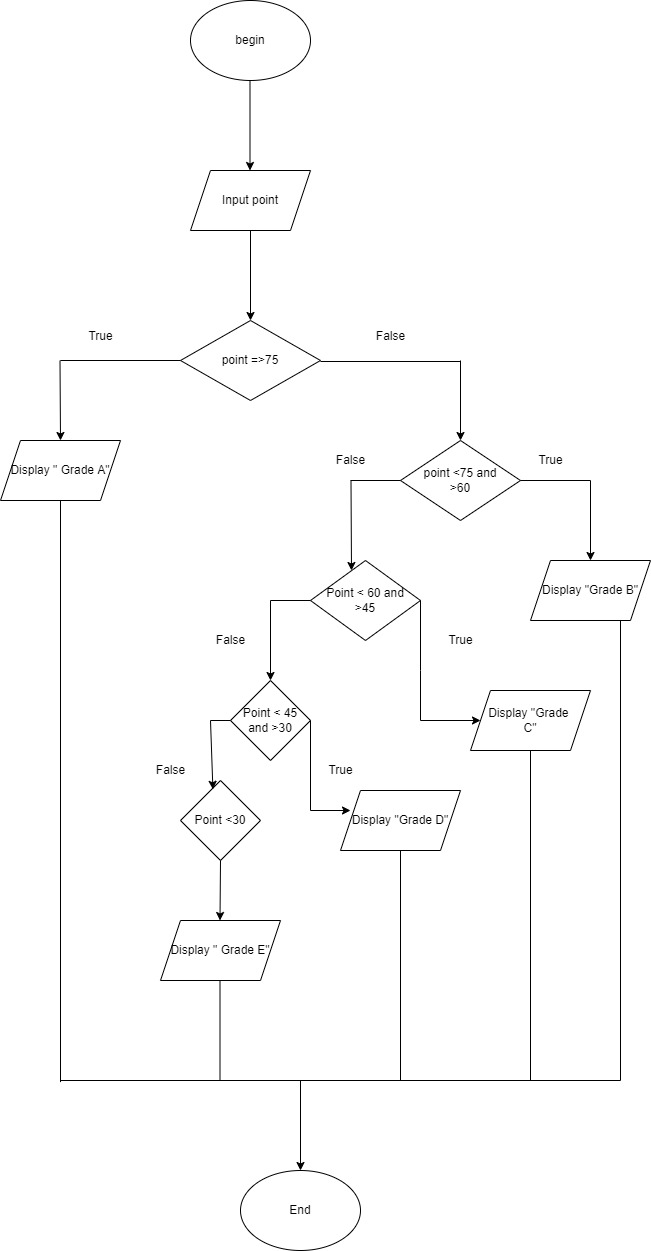 begin
Input point
True
False
point =>75
Display " Grade A"
False
True
point <75 and
>60
Point < 60 and
>45
Display "Grade B"
False
True
Point < 45
and >30
Display "Grade
C"
False
True
Point <30
Display "Grade D"
Display " Grade E"
End